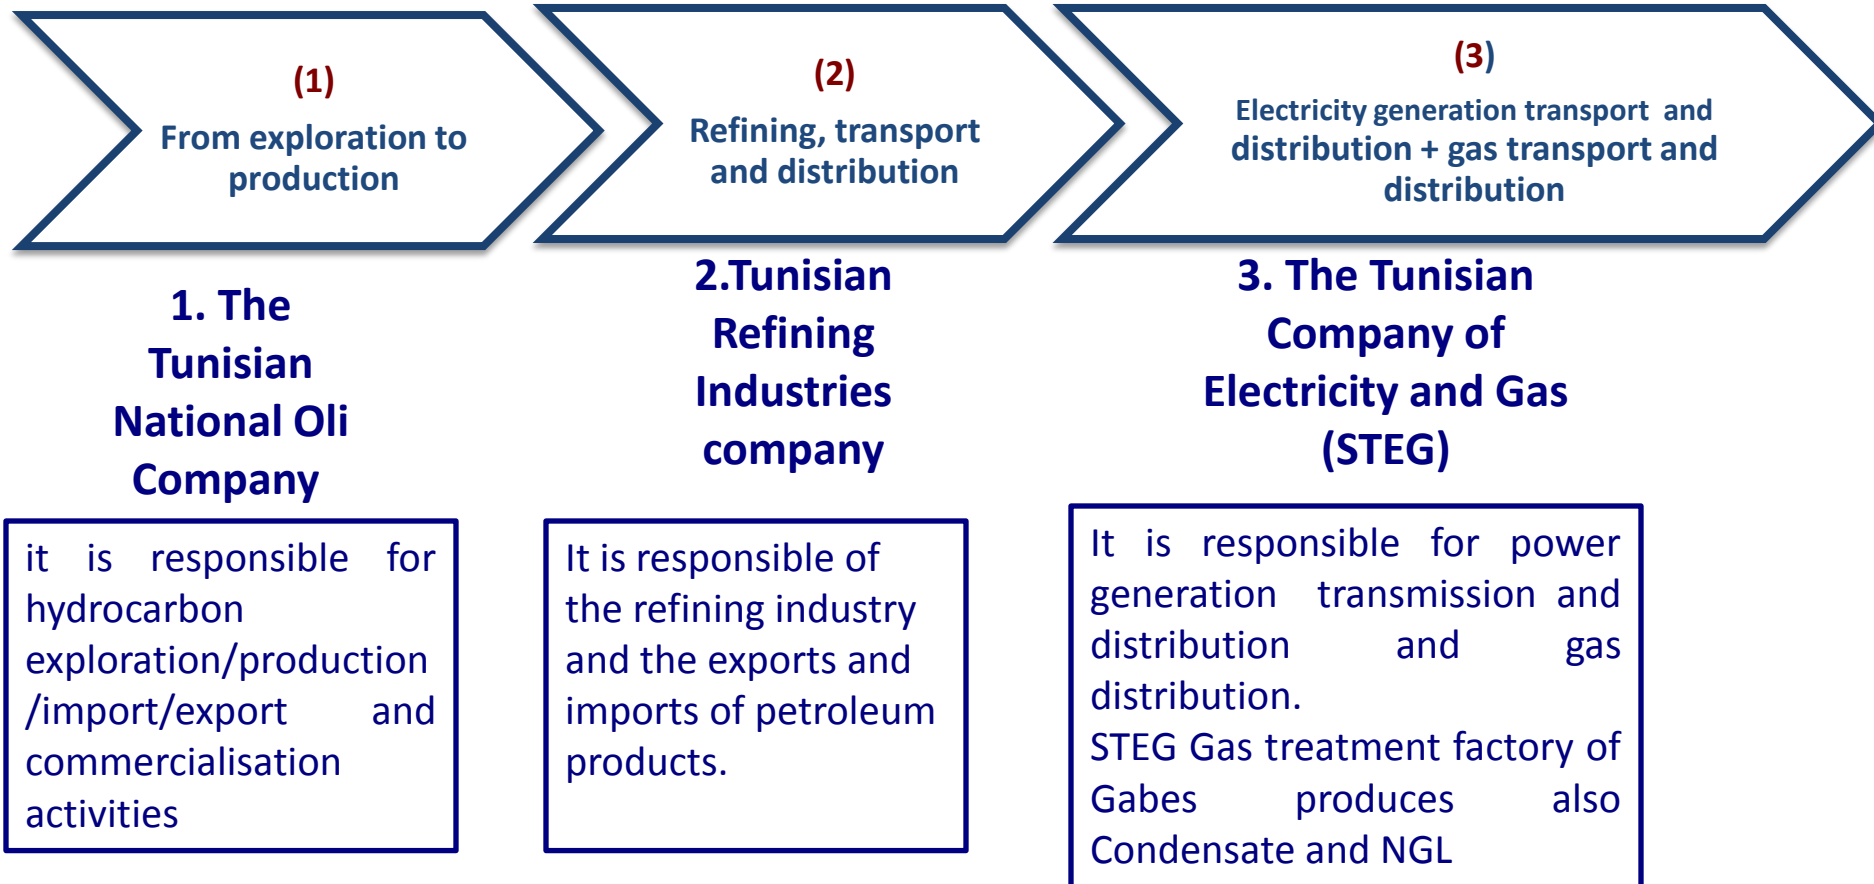 (1)
From exploration to
production
(2)
Refining, transport
and distribution
(3)
Electricity generation transport and
distribution + gas transport and
distribution
1. The
Tunisian
National Oli
Company
2.Tunisian
Refining
Industries
company
3. The Tunisian
Company of
Electricity and Gas
(STEG)
it is responsible for
hydrocarbon
exploration/production
/import/export and
commercialisation
activities
It is responsible of
the refining industry
and the exports and
imports of petroleum
products.
It is responsible for power
generation transmission and
distribution and gas
distribution.
STEG Gas treatment factory of
Gabes produces also
Condensate and NGL